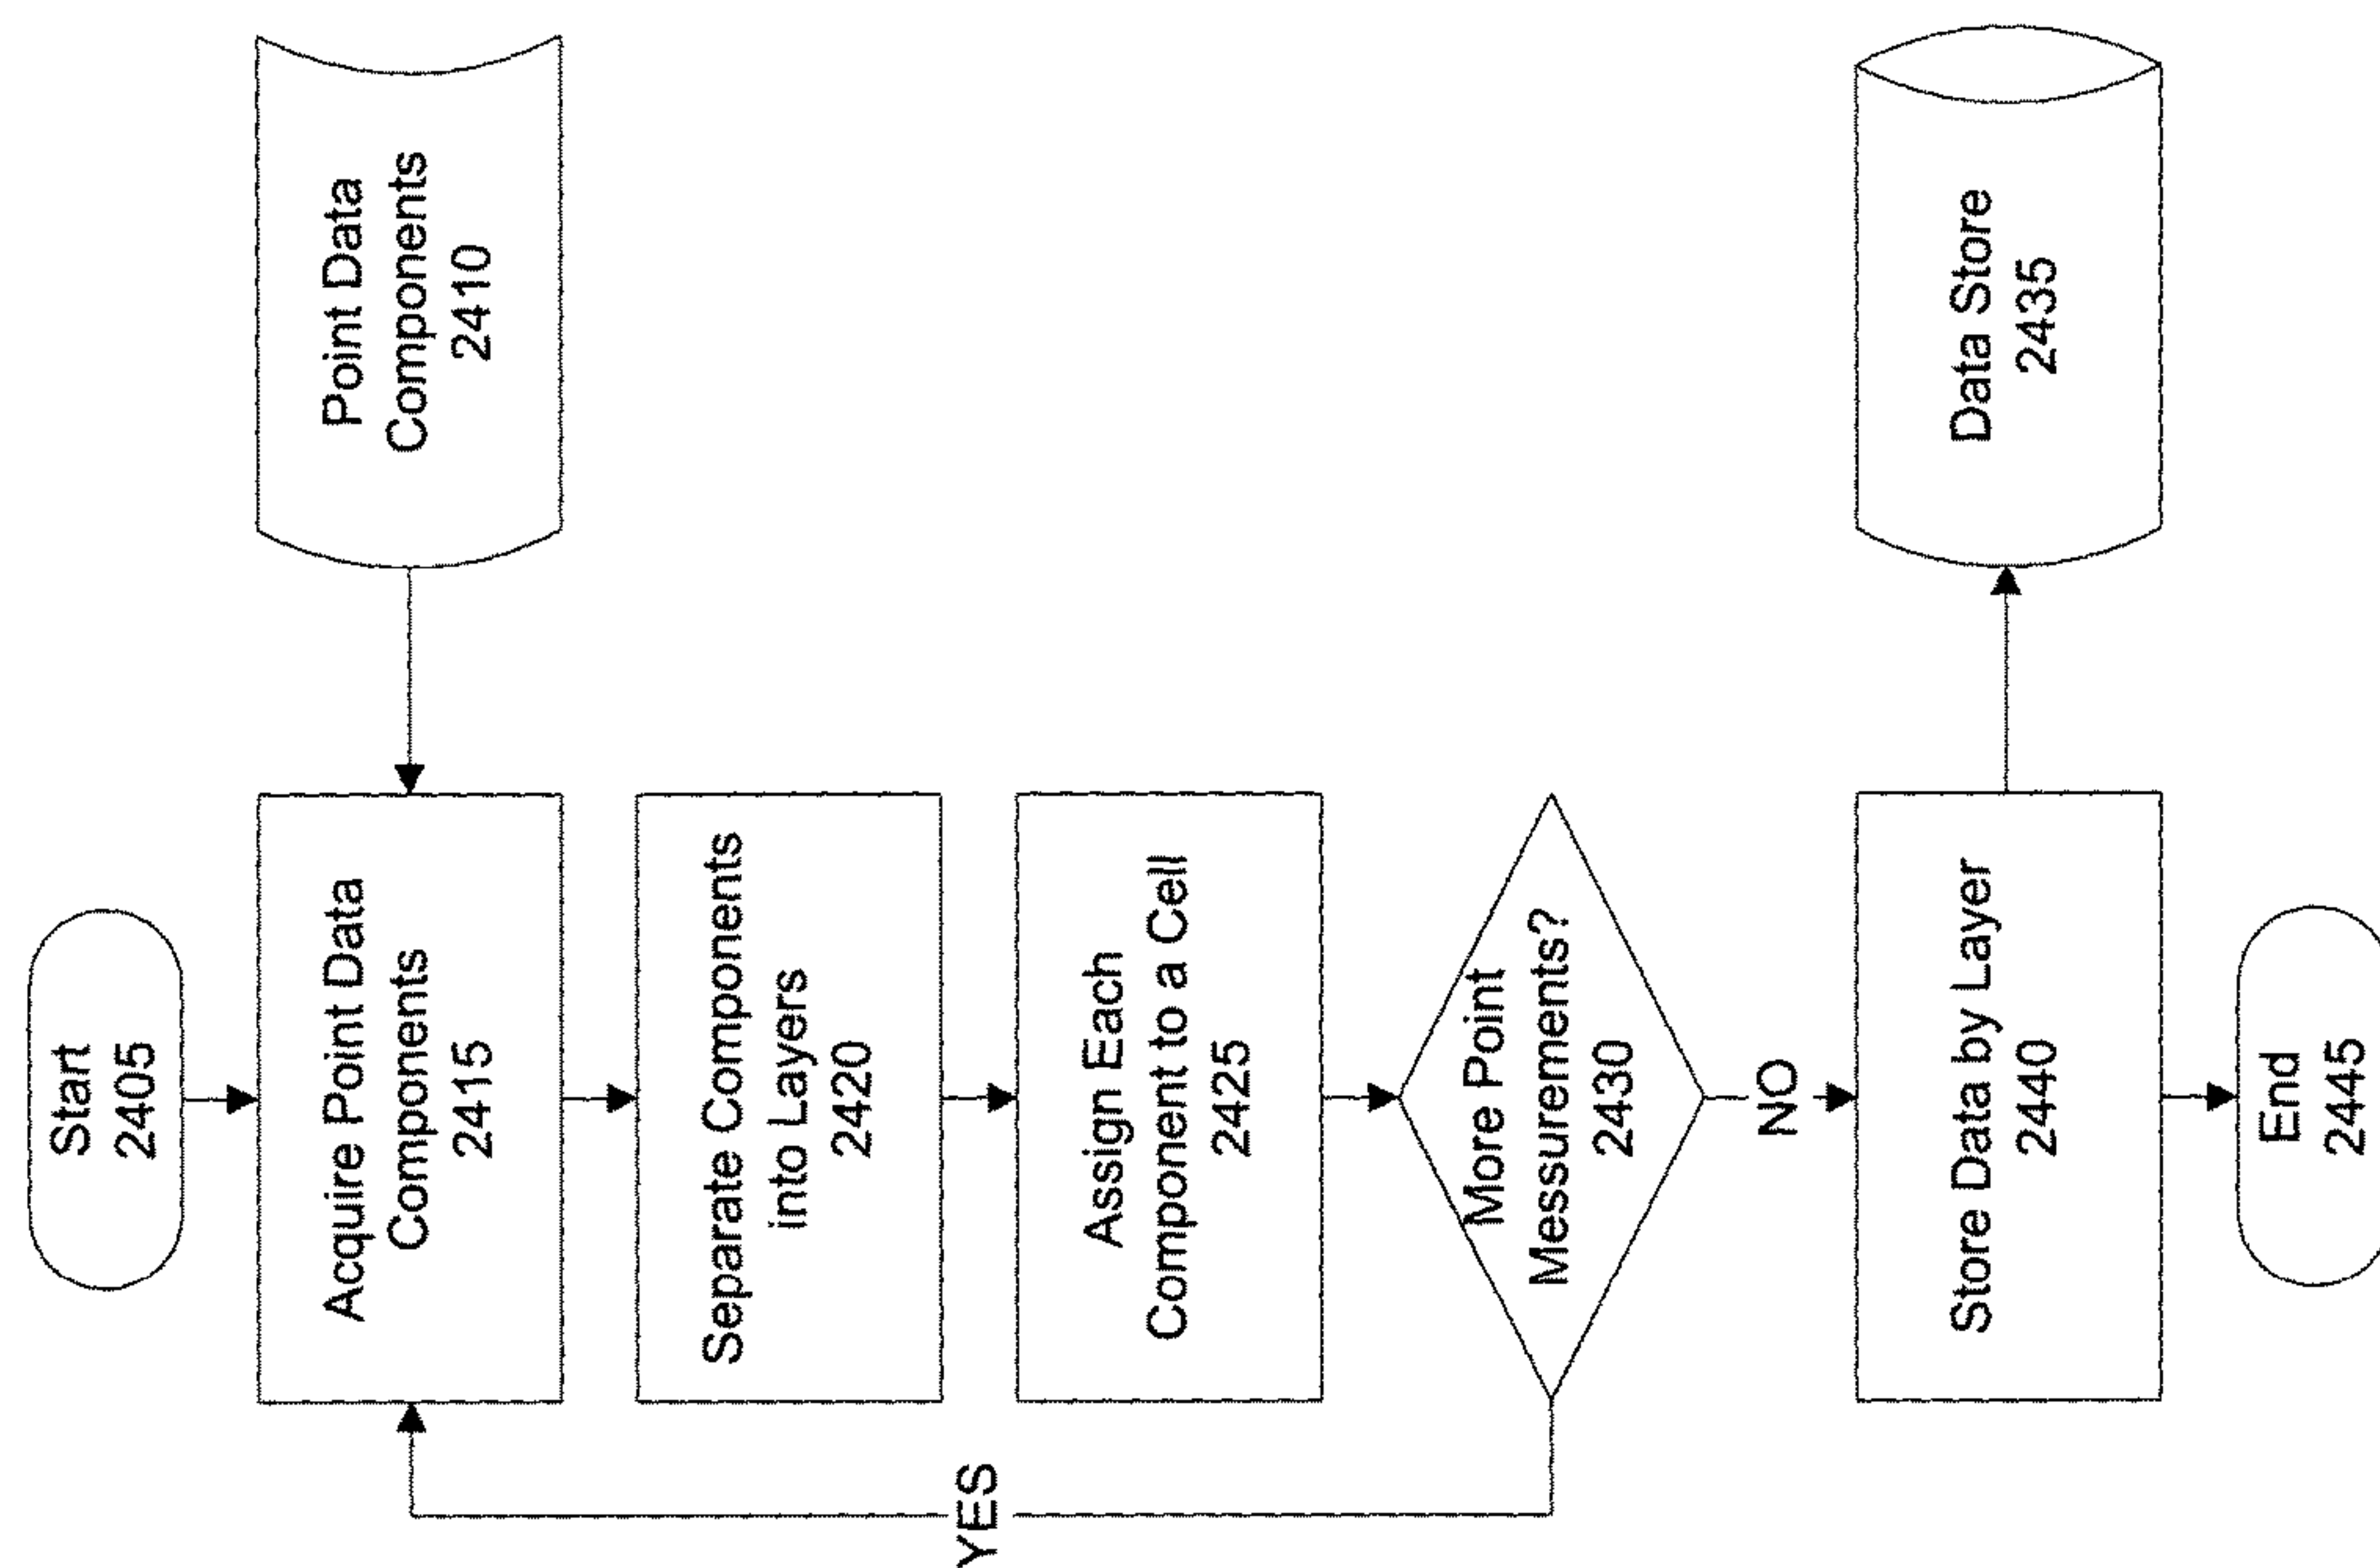 Start
2405
Point Data
Components
2410
Acquire Point Data
Components
2415
Separate Components
into Layers
2420
Assign Each
Component to a Cell
2425
More Point
Messurements?
2430
YES
NO
Store Data by Layer
2440
Data Store
2435
End
2445